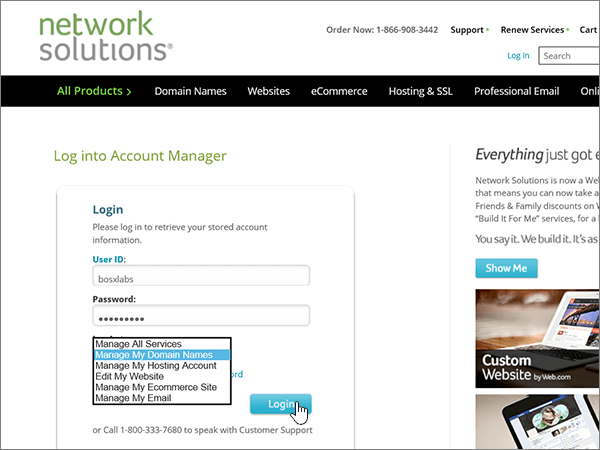 network
solutions®
Order Now: 1-866-908-3442
Support
Renew Services
Cart
Log In
Search
All Products
Domain Names
Websites
eCommerce
Hosting & SSL
Professional Email
Onli
Log into Account Manager
Login
Please log in to retrieve your stored account
information.
User ID:
bosxlabs
Password:
•••••••••
Manage All Services
Manage My Domain Names
Manage My Hosting Account
Edit My Website
Manage My Ecommerce Site
Manage My Email
ord
Login
or Call 1-800-333-7680 to speak with Customer Support
Everything just got e
Network Solutions is now a Web
that means you can now take a
Friends & Family discounts on W
"Build It For Me" services, for a l
You say it. We build it. It's as
Show Me
Custom
Website by Web.com